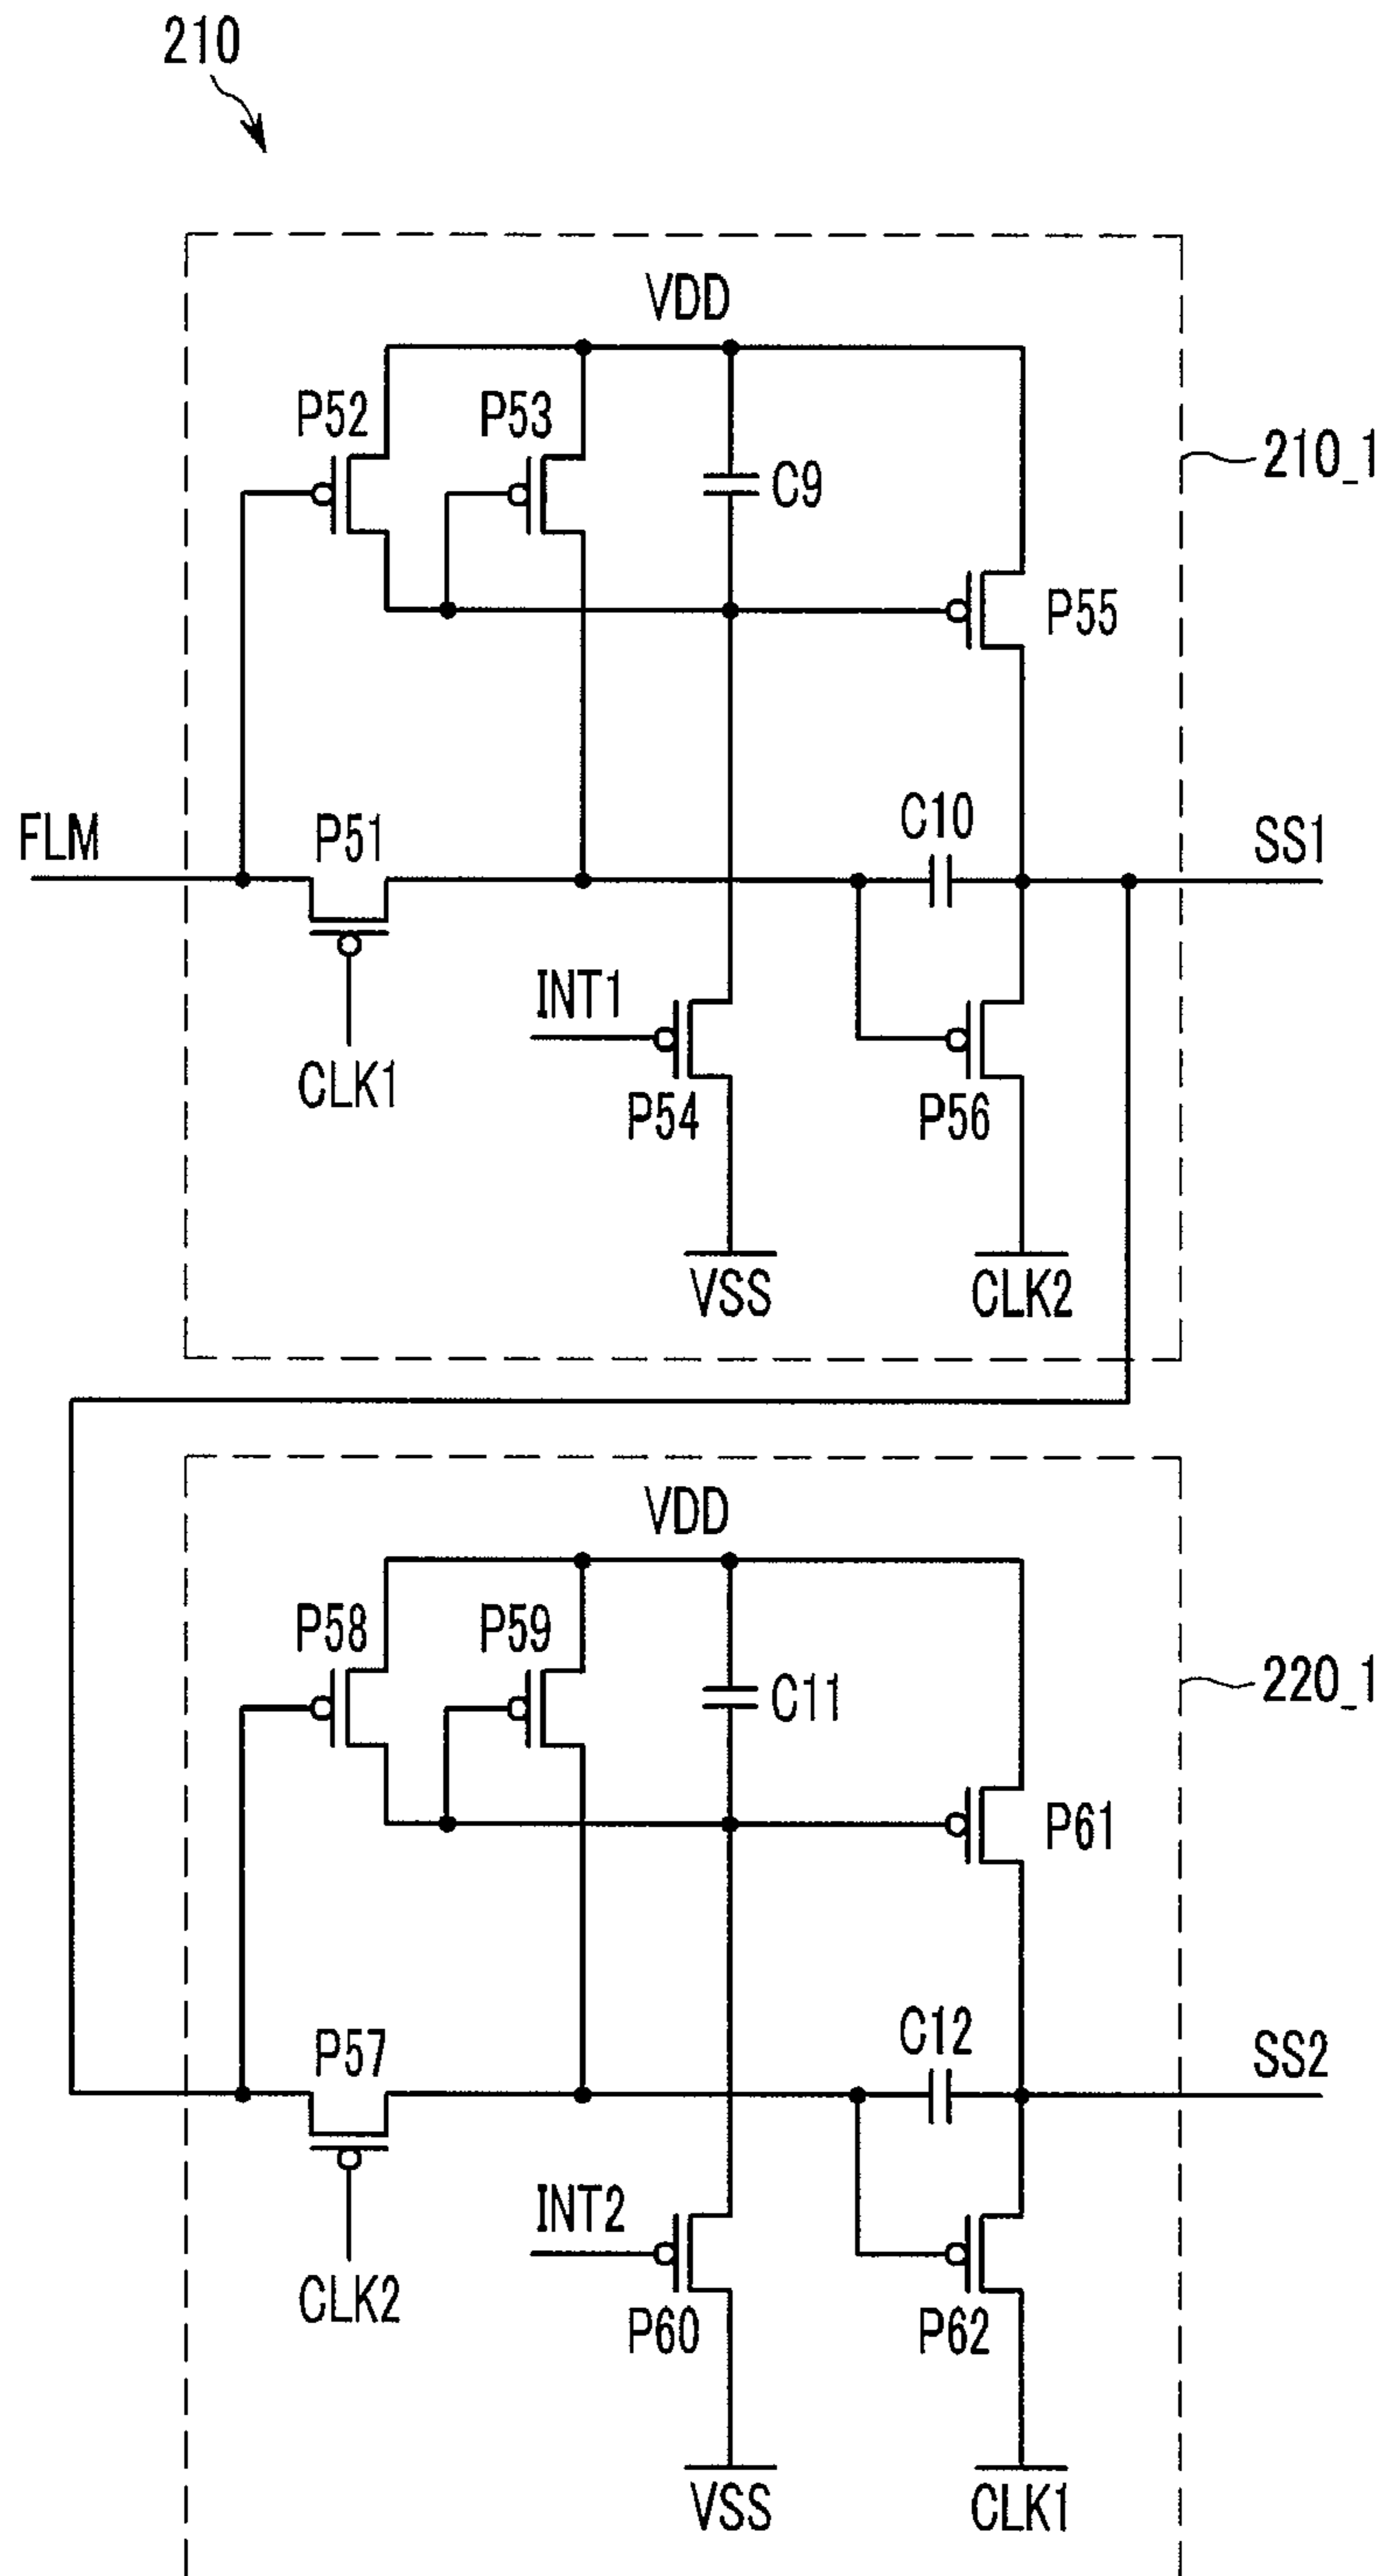 210
VDD
P52
P53
C9
210_1
P55
FLM
P51
C10
SS1
INT1
CLK1
P54
P56
VSS
CLK2
VDD
P58
P59
C11
220_1
P61
P57
C12
SS2
INT2
CLK2
P60
P62
VSS
CLK1